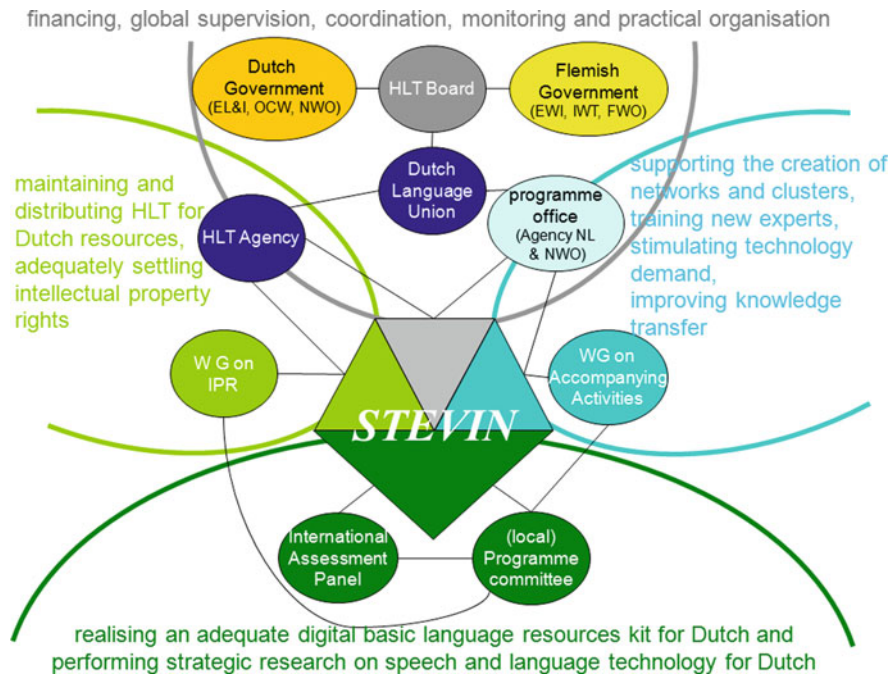 financing, global supervision, coordination, monitoring and practical organisation
Dutch
Government
(EL&I, OCW, NWO)
HLT Board
Flemish
Government
(EWI, IWT, FWO)
Dutch
Language
Union
HLT Agency
programme
office
(Agency NL
& NWO)
maintaining and
distributing HLT for
Dutch resources,
adequately settling
intellectual property
rights
supporting the creation of
networks and clusters,
training new experts,
stimulating technology
demand,
improving knowledge
transfer
W G on
IPR
WG on
Accompanying
Activities
STEVIN
International
Assessment
Panel
(local)
Programme
committee
realising an adequate digital basic language resources kit for Dutch and
performing strategic research on speech and language technology for Dutch